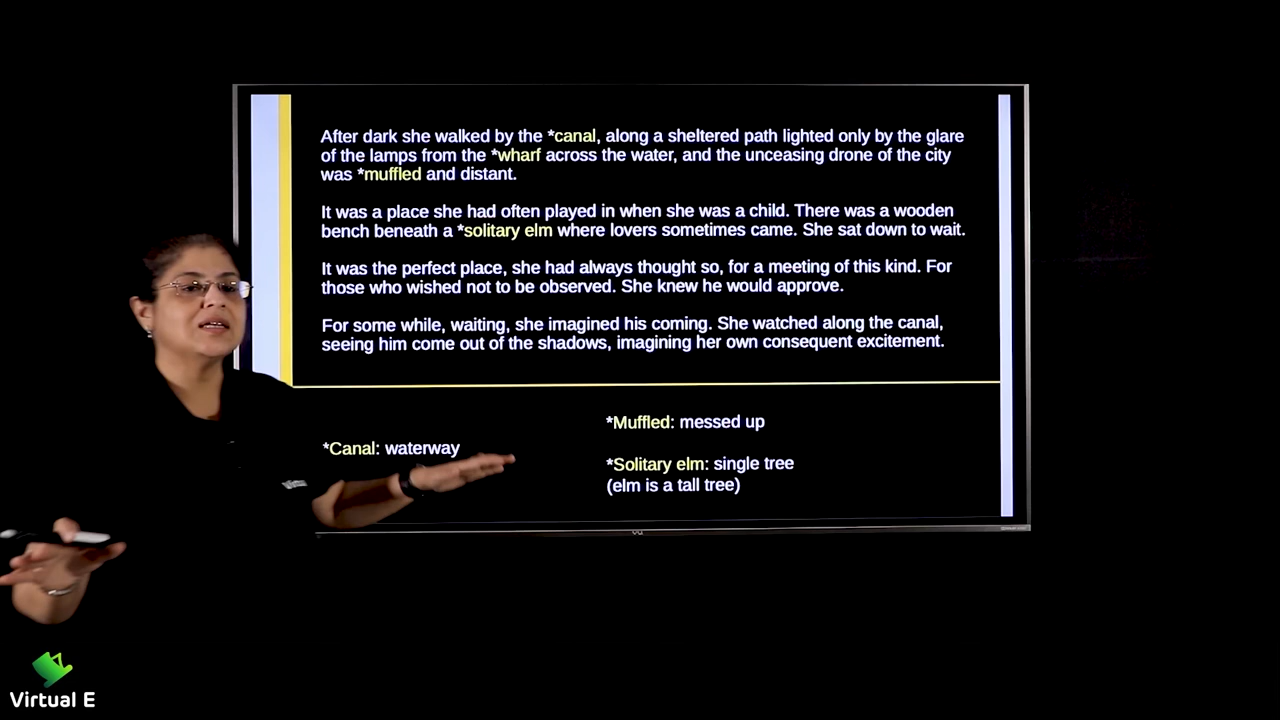 After dark she walked by the *canal, along a sheltered path lighted only by the glare
of the lamps from the *wharf across the water, and the unceasing drone of the city
was *muffled and distant.
It was a place she had often played in when she was a child. There was a wooden
bench beneath a *solitary elm where lovers sometimes came. She sat down to wait.
It was the perfect place, she had always thought so, for a meeting of this kind. For
those who wished not to be observed. She knew he would approve.
For some while, waiting, she imagined his coming. She watched along the canal,
seeing him come out of the shadows, imagining her own consequent excitement.
*Canal: waterway
*Muffled: messed up
*Solitary elm: single tree
(elm is a tall tree)
Virtual E